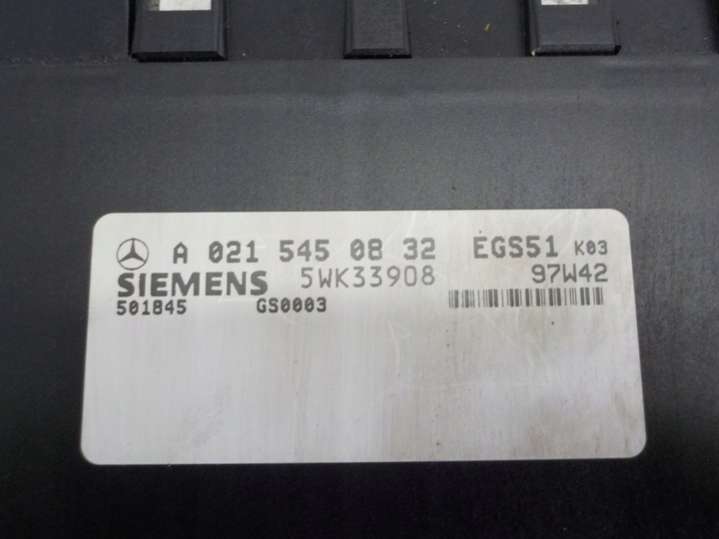 A 021 545 08 32 EGS51 K03
SIEMENS 5WK33908 97W42
501845 GS0003